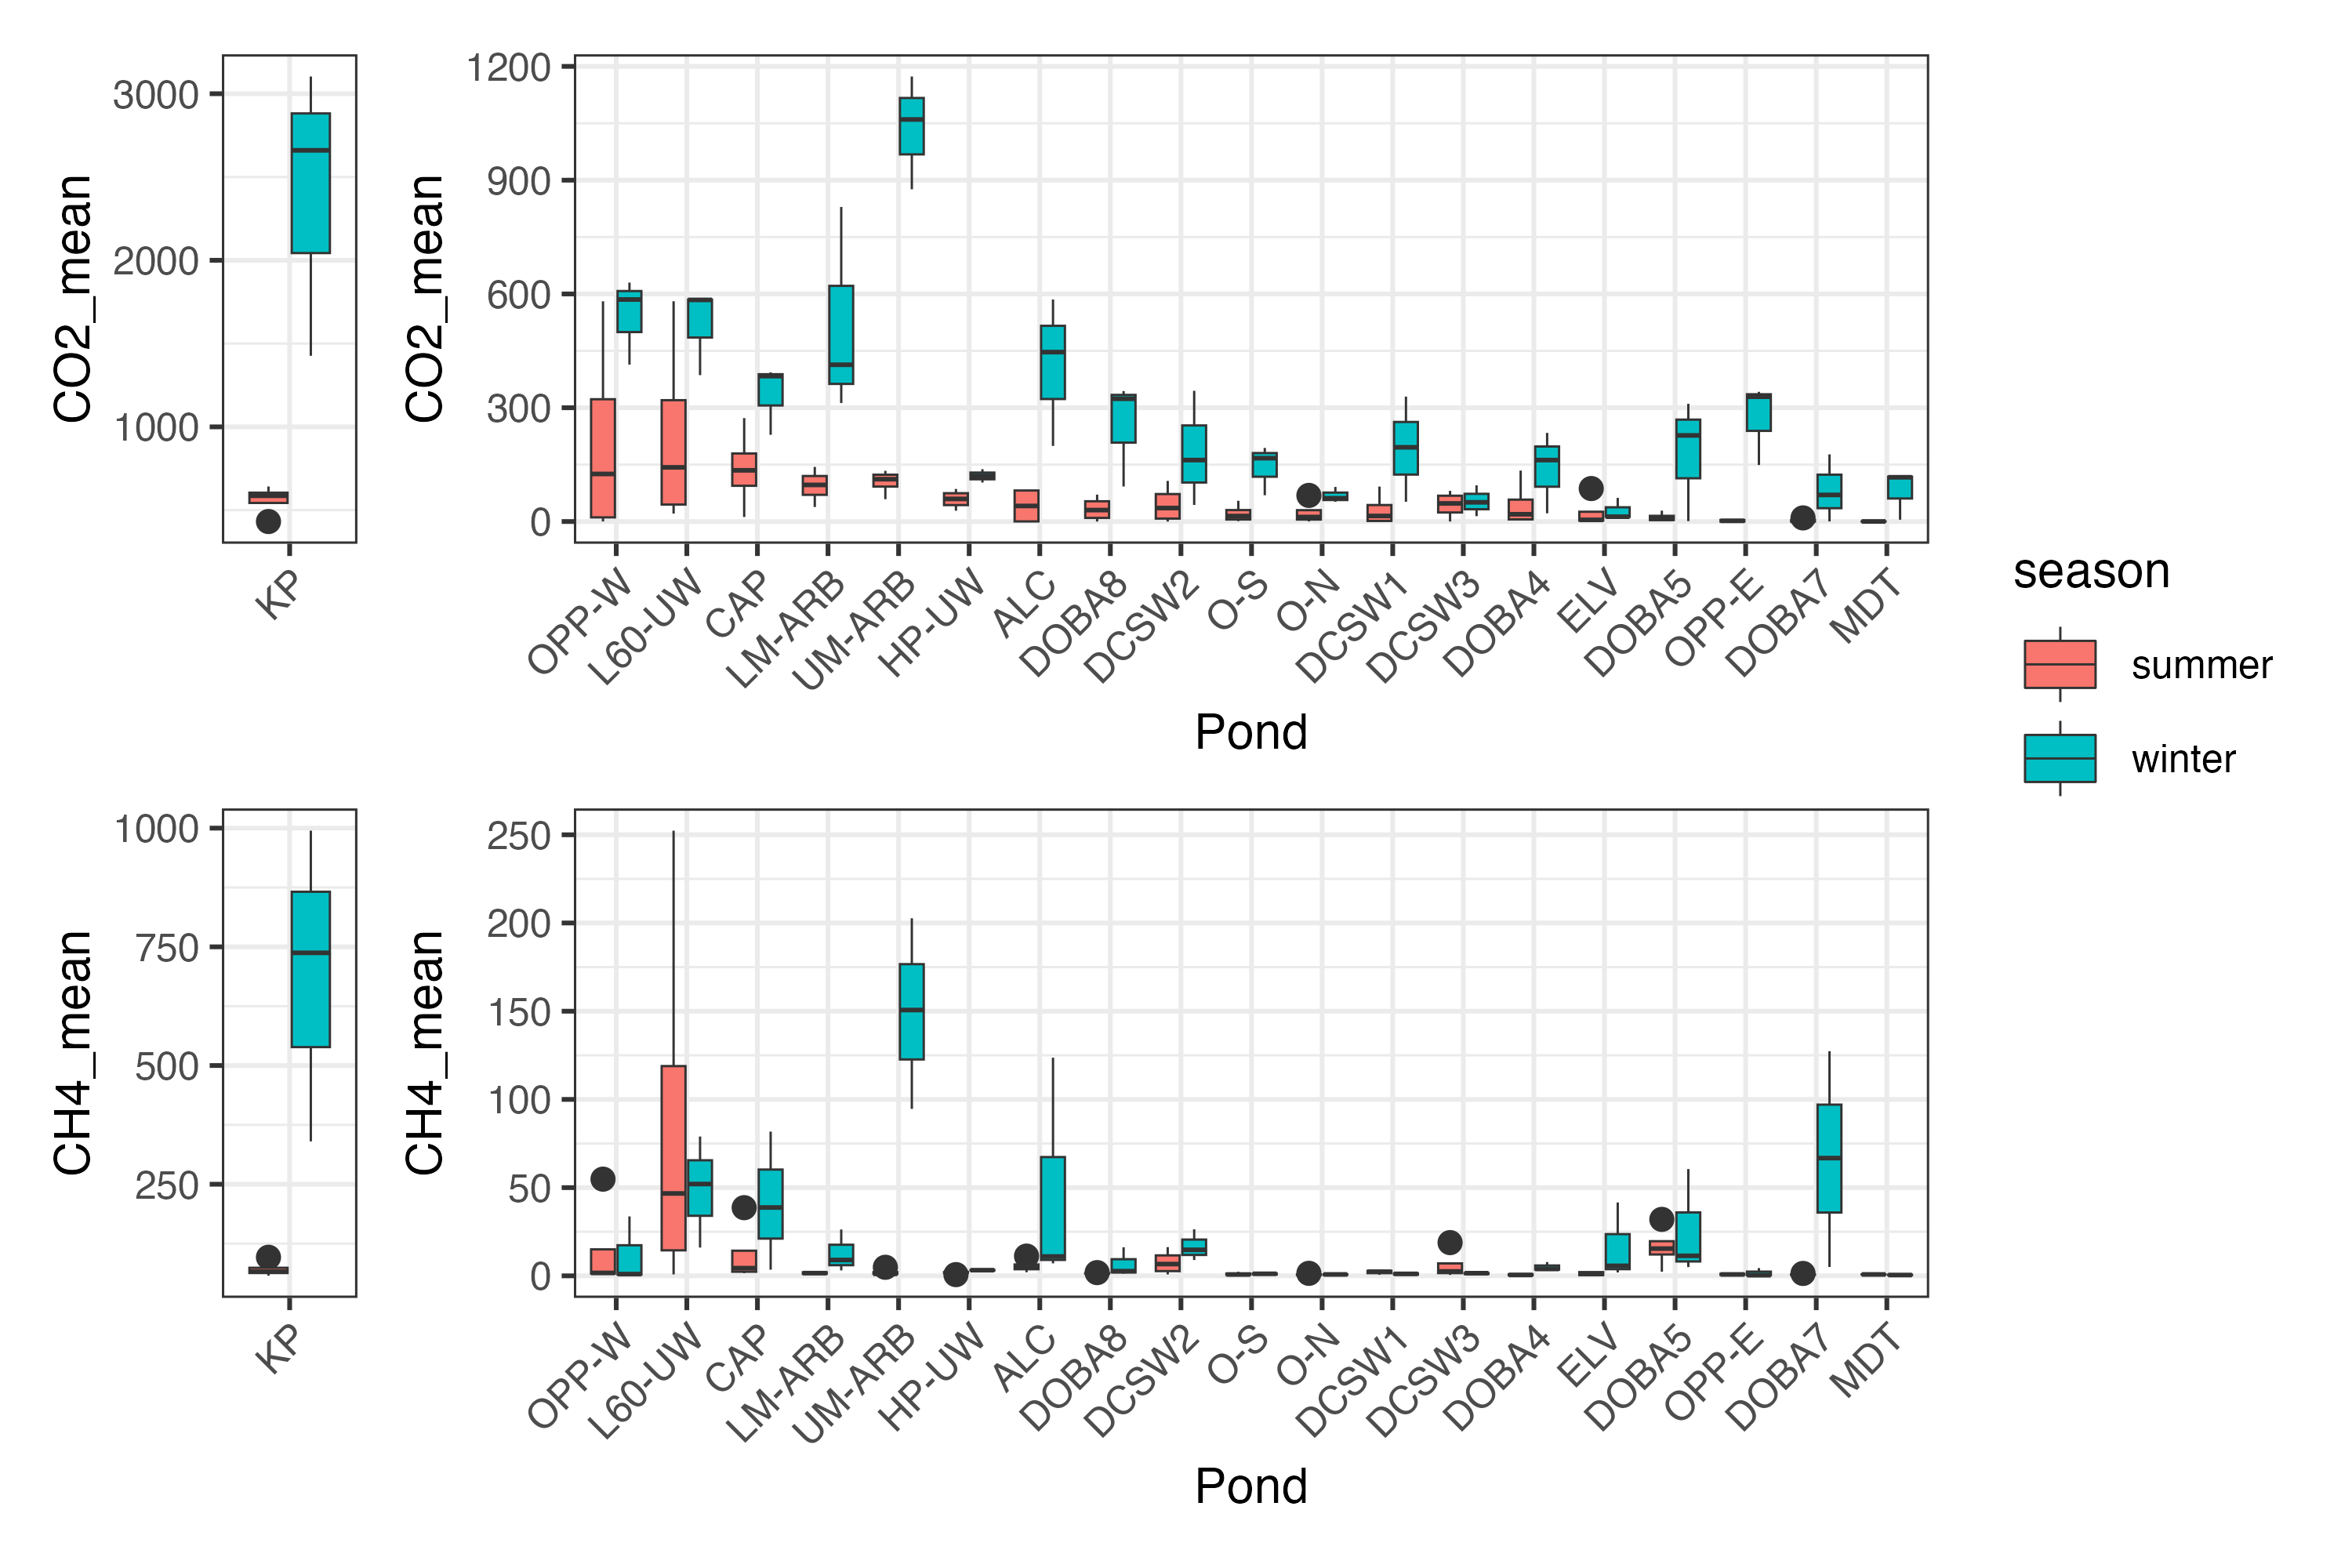 CO2_mean
3000
2000
1000
KP
CO2_mean
1200
900
600
300
0
OPP-W
L60-UW
CAP
LM-ARB
UM-ARB
HP-UW
ALC
DOBA8
DCSW2
O-S
O-N
DCSW1
DCSW3
DOBA4
ELV
DOBA5
OPP-E
DOBA7
MDT
Pond
season
summer
winter
CH4_mean
1000
750
500
250
KP
CH4_mean
250
200
150
100
50
0
OPP-W
L60-UW
CAP
LM-ARB
UM-ARB
HP-UW
ALC
DOBA8
DCSW2
O-S
O-N
DCSW1
DCSW3
DOBA4
ELV
DOBA5
OPP-E
DOBA7
MDT
Pond